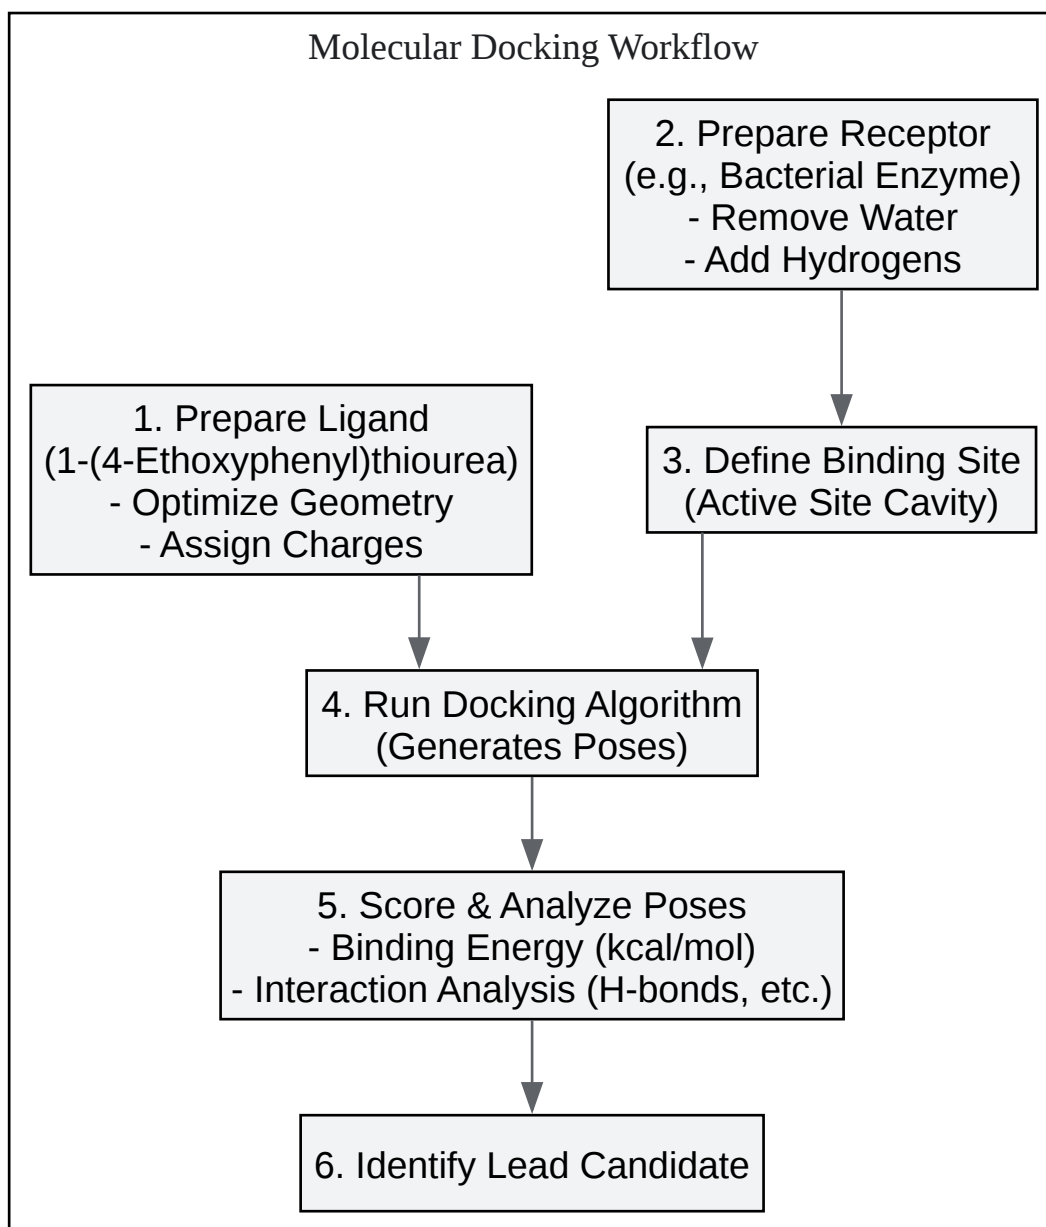 Molecular Docking Workflow
2. Prepare Receptor
(e.g., Bacterial Enzyme)
- Remove Water
- Add Hydrogens
1. Prepare Ligand
(1-(4-Ethoxyphenyl)thiourea)
- Optimize Geometry
- Assign Charges
3. Define Binding Site
(Active Site Cavity)
4. Run Docking Algorithm
(Generates Poses)
5. Score & Analyze Poses
- Binding Energy (kcal/mol)
- Interaction Analysis (H-bonds, etc.)
6. Identify Lead Candidate